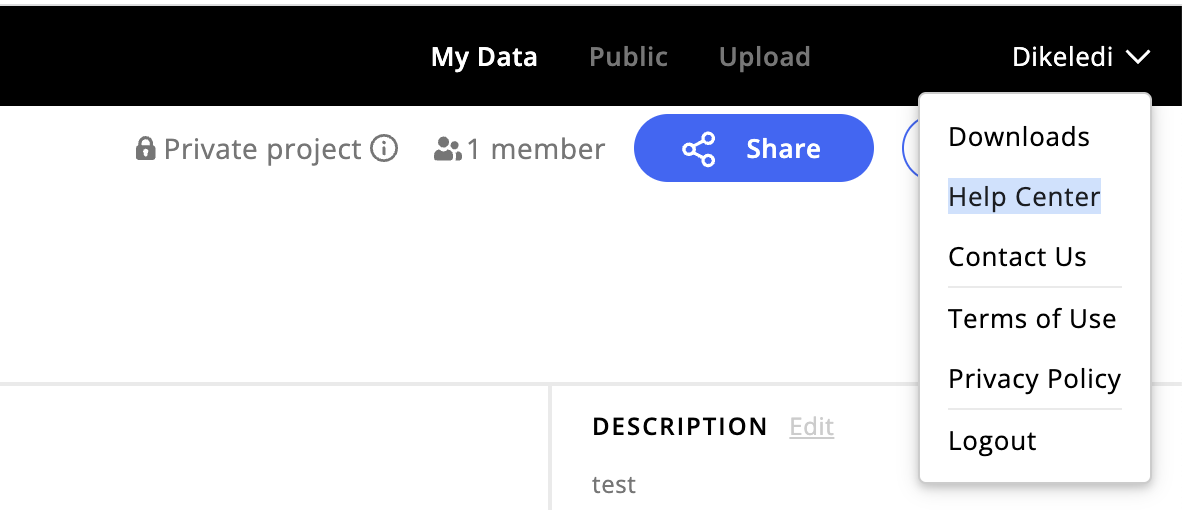 My Data Public Upload Dikeledi
Private project 1 member Share
Downloads
Help Center
Contact Us
Terms of Use
Privacy Policy
Logout
DESCRIPTION Edit
test